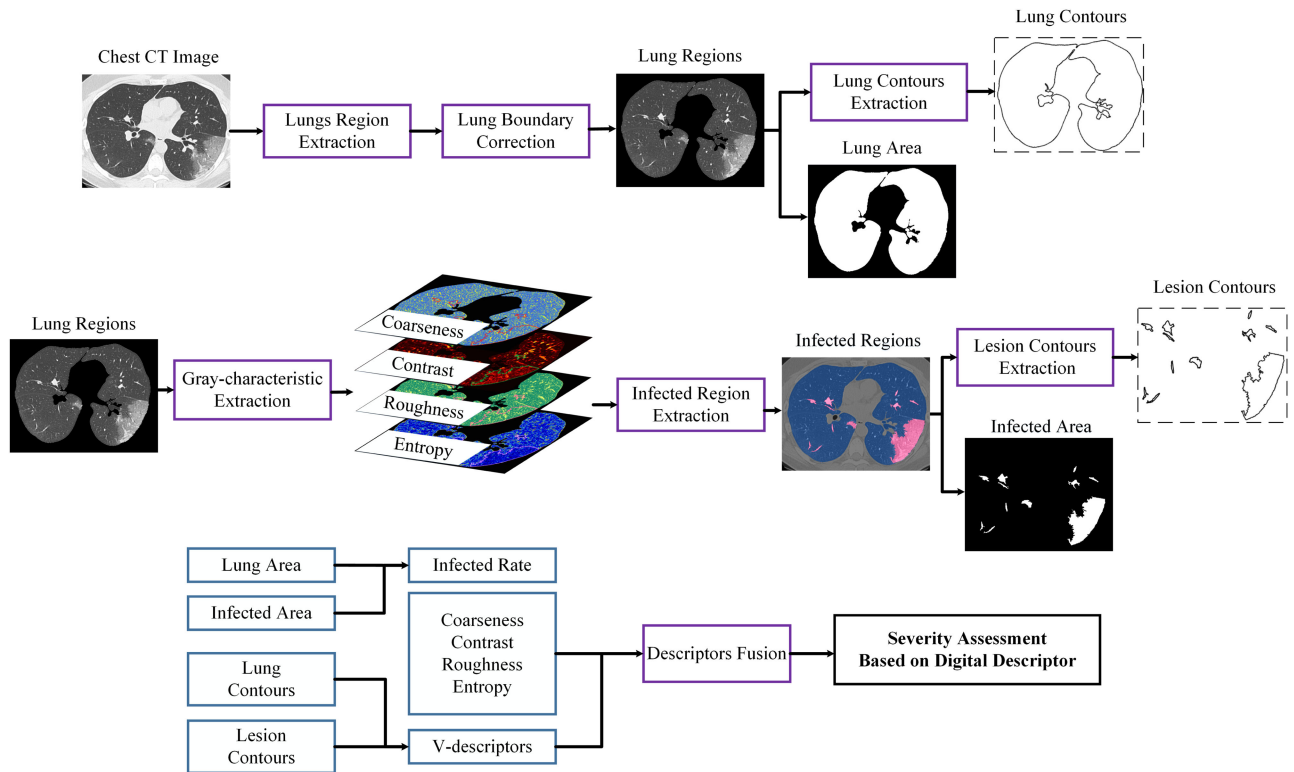 Lung Contours
Chest CT Image
Lung Regions
Lungs Region
Extraction
Lung Boundary
Correction
Lung Contours
Extraction
Lung Area
Lesion Contours
Lung Regions
Gray-characteristic
Extraction
Coarseness
Contrast
Roughness
Entropy
Infected Region
Extraction
Infected Regions
Lesion Contours
Extraction
Infected Area
Lung Area
Infected Rate
Infected Area
Coarseness
Contrast
Roughness
Entropy
Descriptors Fusion
Severity Assessment
Based on Digital Descriptor
Lung
Contours
Lesion
Contours
V-descriptors